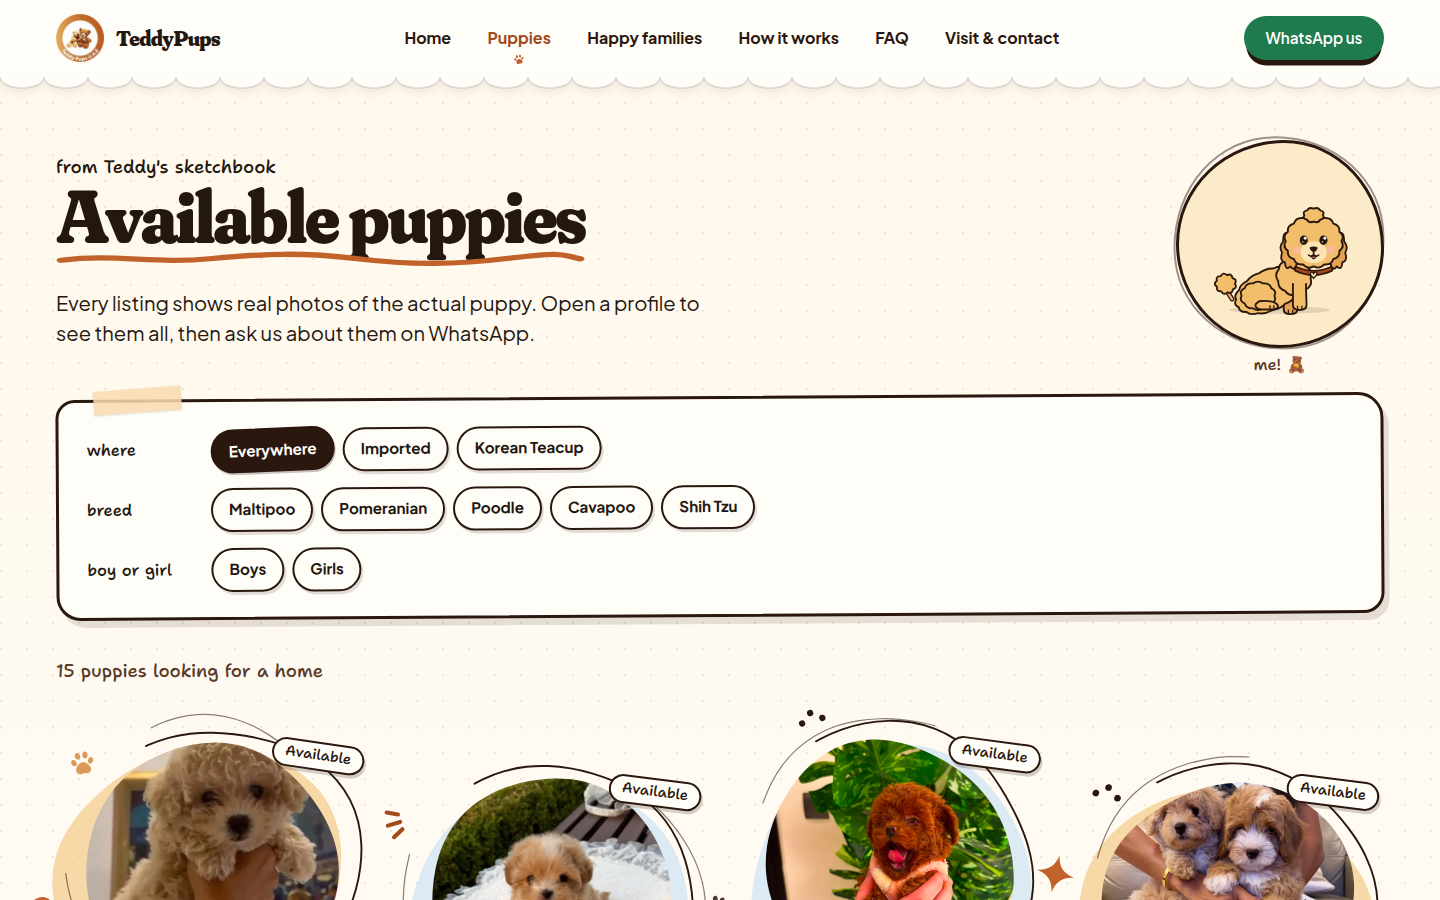 TeddyPups
Home
Puppies
Happy families
How it works
FAQ
Visit & contact
WhatsApp us
from Teddy's sketchbook
Available puppies
Every listing shows real photos of the actual puppy. Open a profile to
see them all, then ask us about them on WhatsApp.
me!
where
Everywhere
Imported
Korean Teacup
breed
Maltipoo
Pomeranian
Poodle
Cavapoo
Shih Tzu
boy or girl
Boys
Girls
15 puppies looking for a home
Available
Available
Available
Available